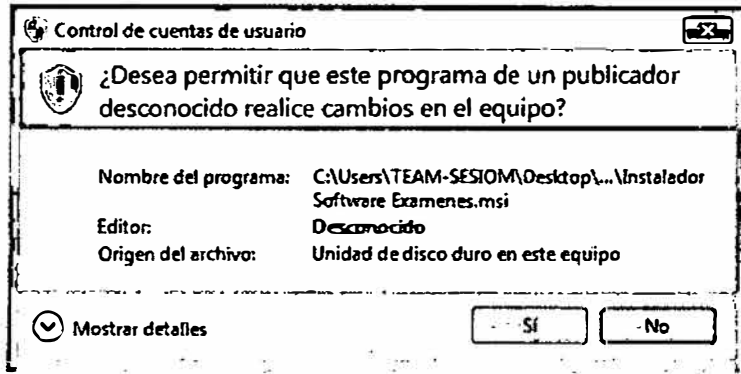 Control de cuentas de usuario
¿Desea permitir que este programa de un publicador
desconocido realice cambios en el equipo?
Nombre del programa: C:\Users\TEAM-SESIOM\Desktop\...\Instalador
Software Examenes.msi
Editor: Desconocido
Origen del archivo: Unidad de disco duro en este equipo
Mostrar detalles Sí No